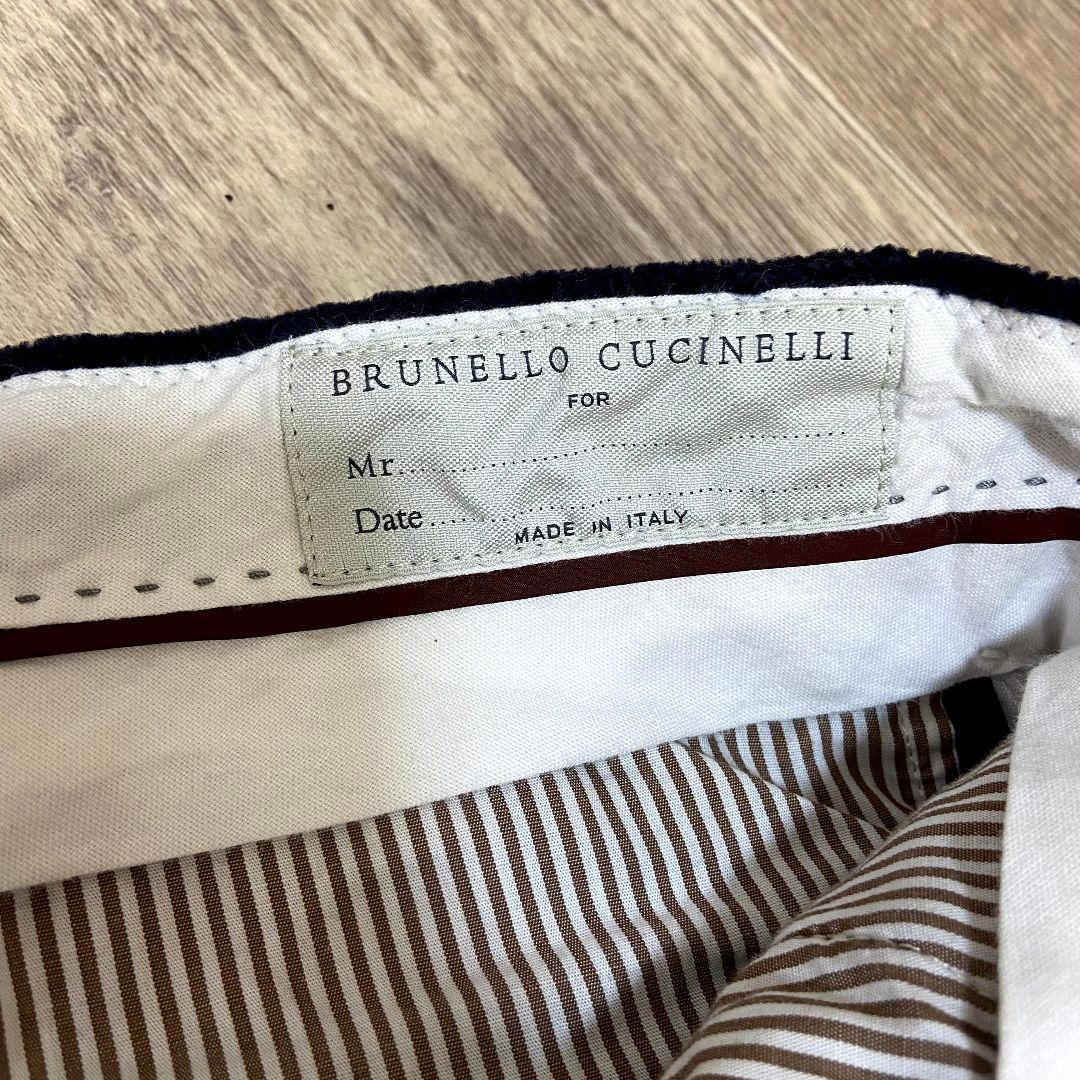 BRUNELLO CUCINELLI
FOR
Mr..............................................
Date..............................................
MADE IN ITALY